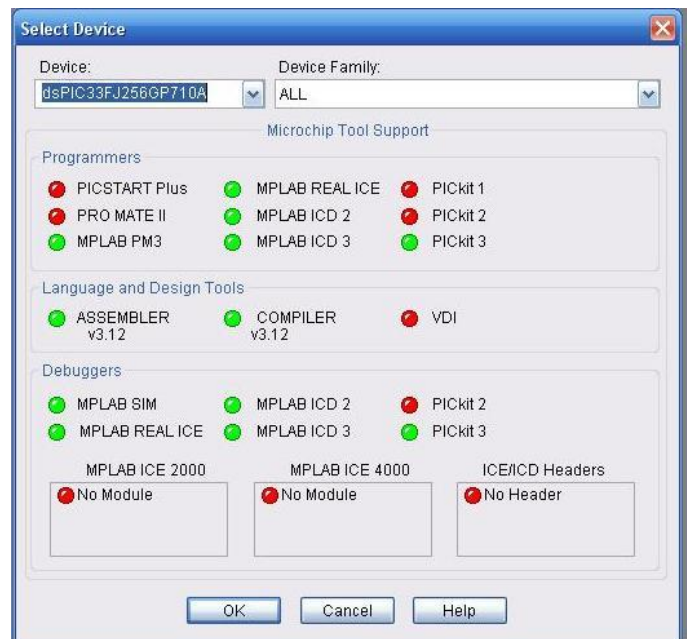 Select Device
Device: Device Family:
dsPIC33FJ256GP710A ALL
Microchip Tool Support
Programmers
PICSTART Plus MPLAB REAL ICE PICkit 1
PRO MATE II MPLAB ICD 2 PICkit 2
MPLAB PM3 MPLAB ICD 3 PICkit 3
Language and Design Tools
ASSEMBLER COMPILER VDI
v3.12 v3.12
Debuggers
MPLAB SIM MPLAB ICD 2 PICkit 2
MPLAB REAL ICE MPLAB ICD 3 PICkit 3
MPLAB ICE 2000 MPLAB ICE 4000 ICE/ICD Headers
No Module No Module No Header
OK Cancel Help